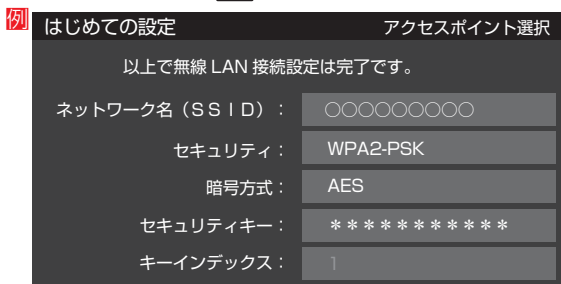 例
はじめての設定 アクセスポイント選択
以上で無線 LAN 接続設定は完了です。
ネットワーク名(SSID): ○○○○○○○○○
セキュリティ: WPA2-PSK
暗号方式: AES
セキュリティキー: ***********
キーインデックス: 1